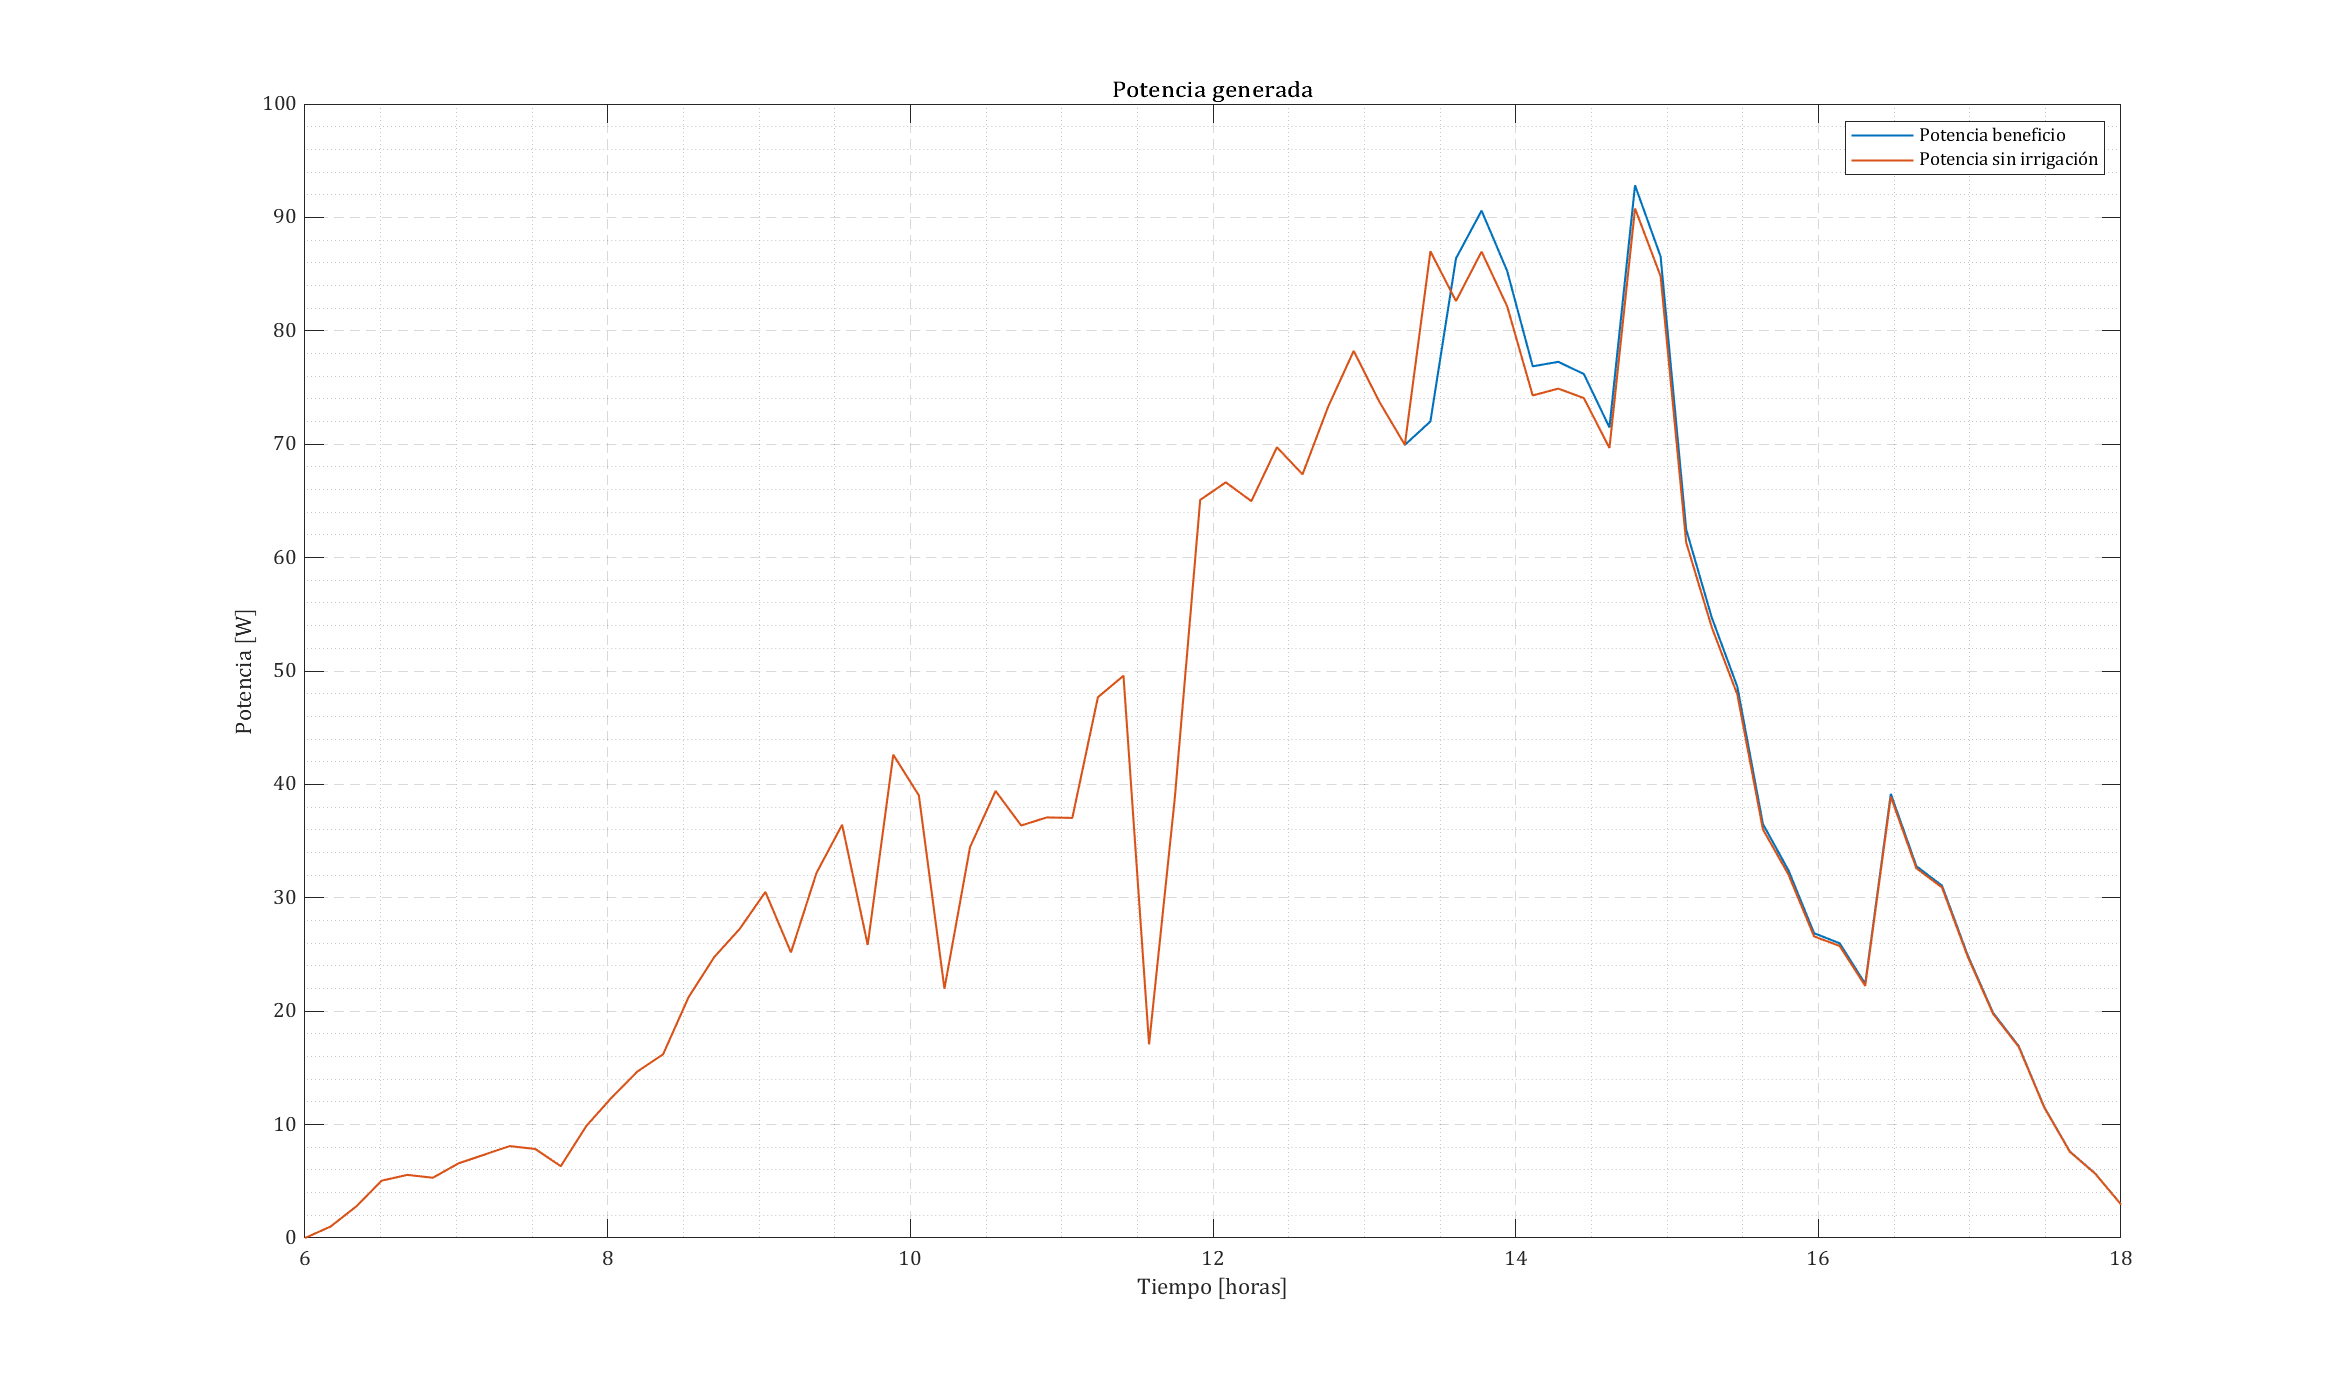 Potencia generada
100
90
80
70
60
50
40
30
20
10
0
Potencia [W]
Potencia beneficio
Potencia sin irrigación
6 8 10 12 14 16 18
Tiempo [horas]